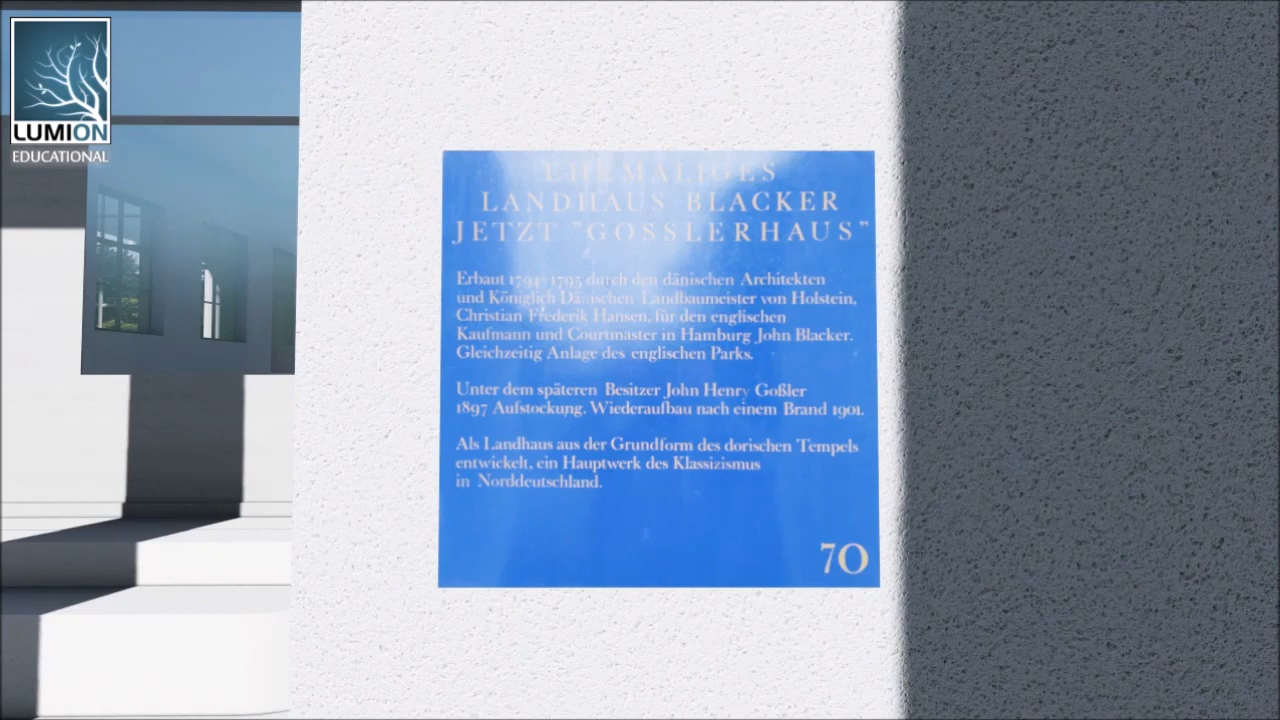 LUMION
EDUCATIONAL
EHEMALIGES
LANDHAUS BLACKER
JETZT "GOSSLERHAUS"
Erbaut 1794-1795 durch den dänischen Architekten
und Königlich Dänischen Landbaumeister von Holstein,
Christian Frederik Hansen, für den englischen
Kaufmann und Courtmaster in Hamburg John Blacker.
Gleichzeitig Anlage des englischen Parks.
Unter dem späteren Besitzer John Henry Goßler
1897 Aufstockung. Wiederaufbau nach einem Brand 1901.
Als Landhaus aus der Grundform des dorischen Tempels
entwickelt, ein Hauptwerk des Klassizismus
in Norddeutschland.
70